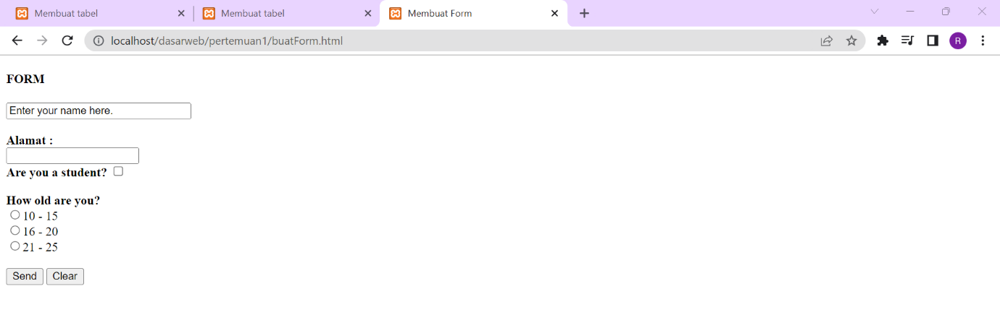 Membuat tabel
Membuat tabel
Membuat Form
localhost/dasarweb/pertemuan1/buatForm.html
R
FORM
Enter your name here.
Alamat :
Are you a student?
How old are you?
10 - 15
16 - 20
21 - 25
Send Clear